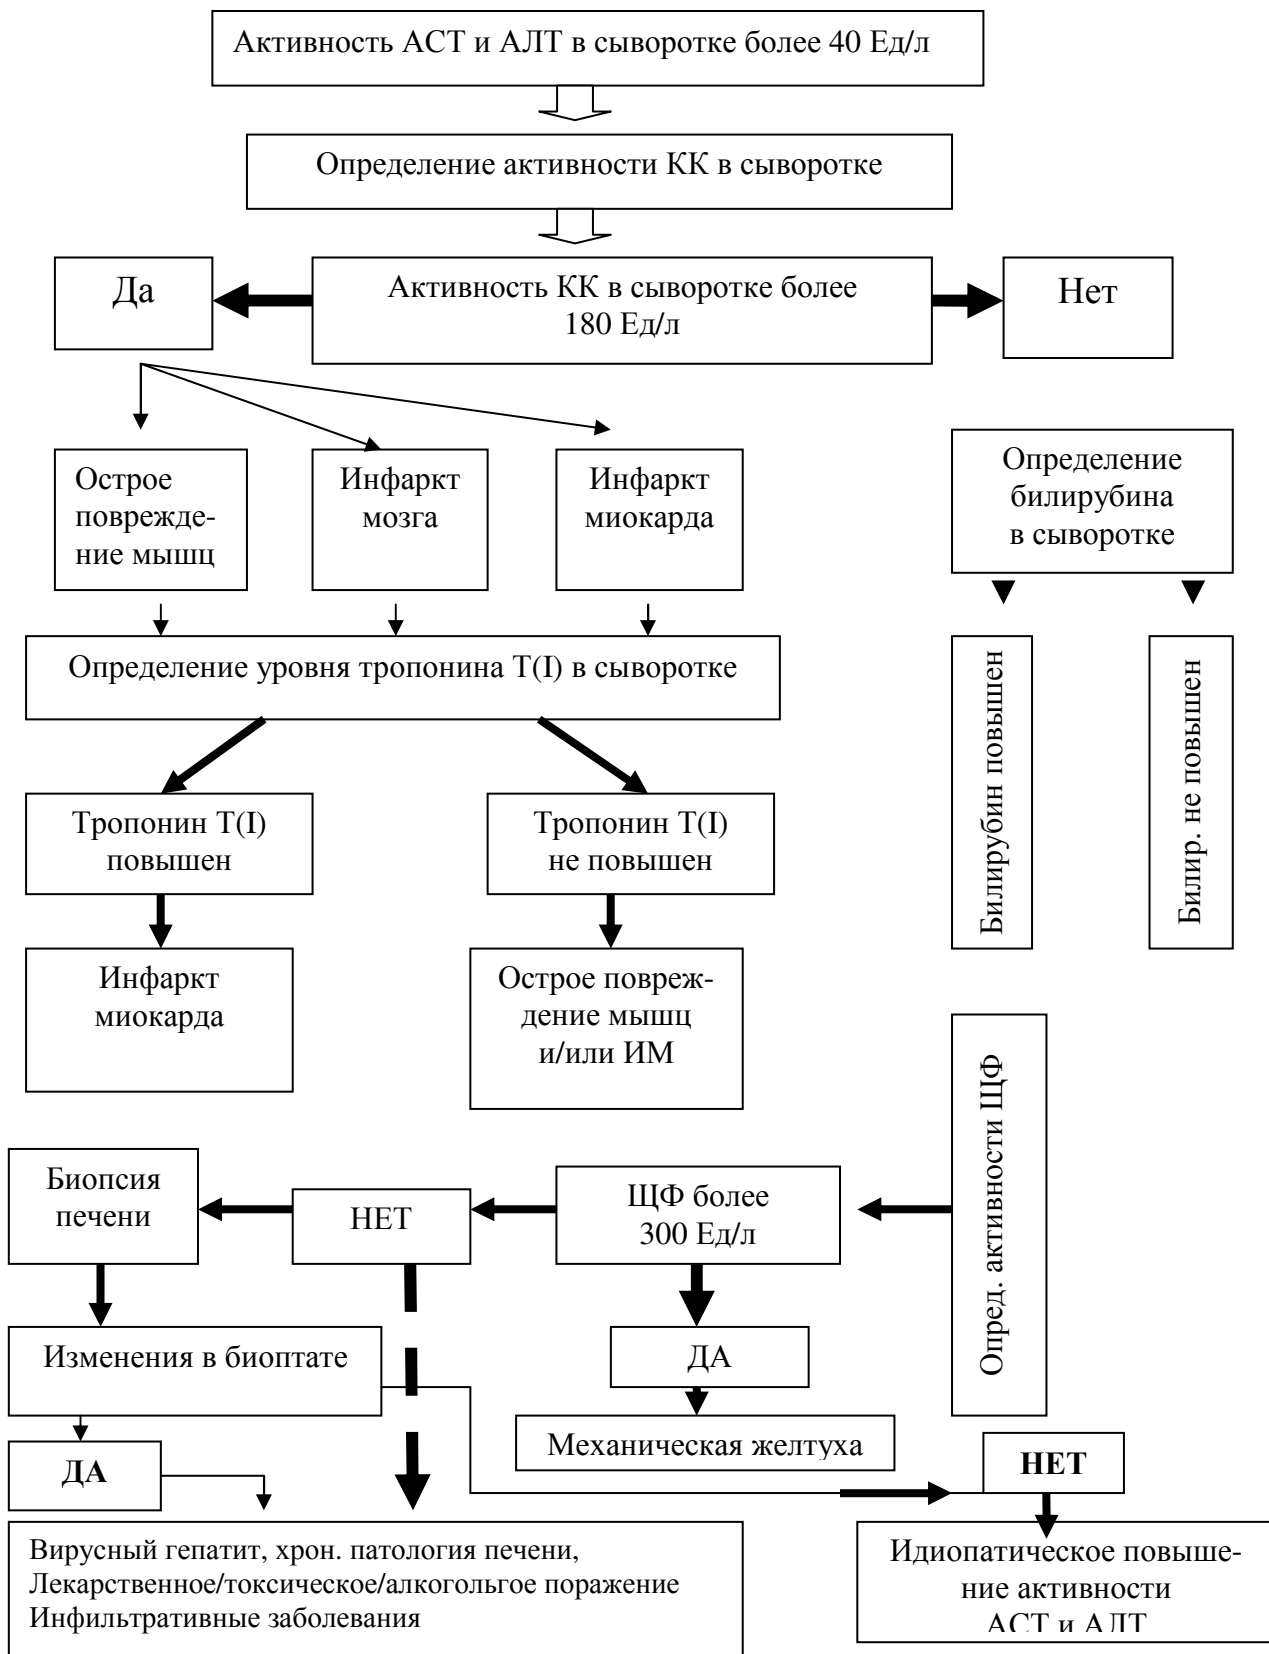 Активность АСТ и АЛТ в сыворотке более 40 Ед/л
Определение активности КК в сыворотке
Да
Активность КК в сыворотке более
180 Ед/л
Нет
Острое
поврежде-
ние мышц
Инфаркт
мозга
Инфаркт
миокарда
Определение
билирубина
в сыворотке
Определение уровня тропонина Т(I) в сыворотке
Билирубин повышен
Билир. не повышен
Тропонин Т(I)
повышен
Тропонин Т(I)
не повышен
Инфаркт
миокарда
Острое повреж-
дение мышц
и/или ИМ
Опред. активности ЩФ
Биопсия
печени
НЕТ
ЩФ более
300 Ед/л
Изменения в биоптате
ДА
Механическая желтуха
ДА
НЕТ
Вирусный гепатит, хрон. патология печени,
Лекарственное/токсическое/алкогольгое поражение
Инфильтративные заболевания
Идиопатическое повыше-
ние активности
АСТ и АЛТ